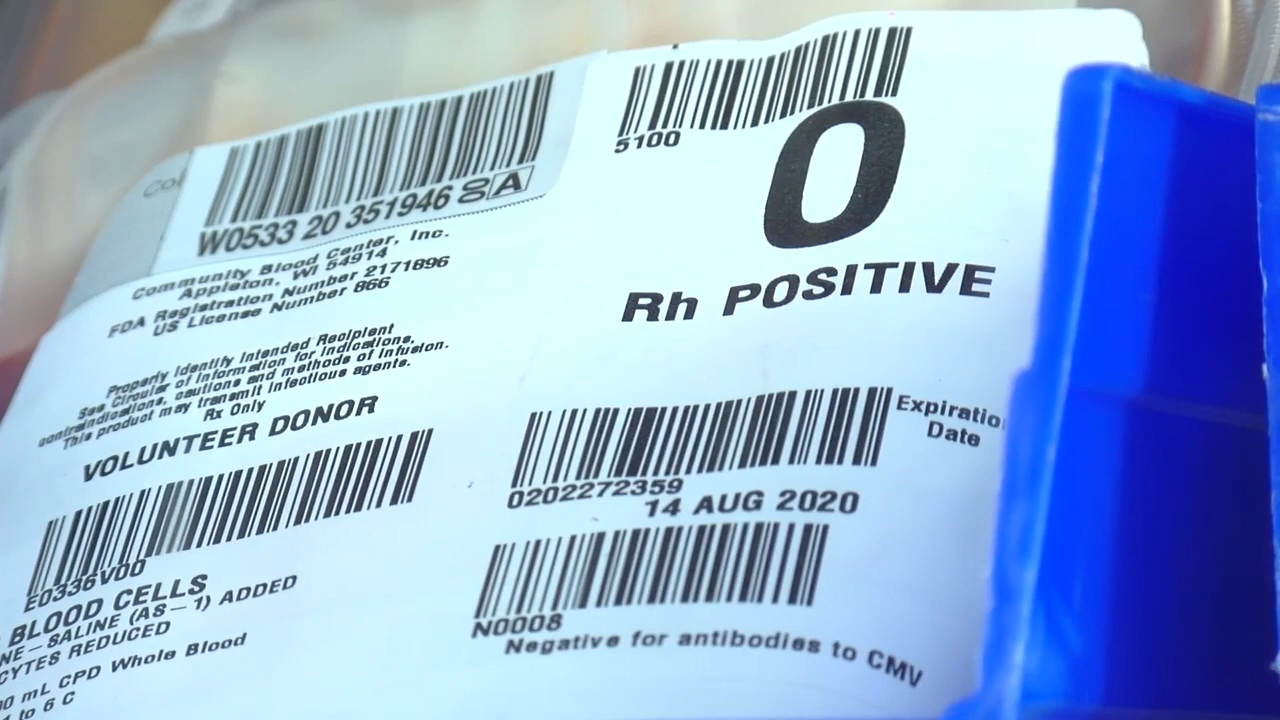 Col
W0533 20 351946 00 A
Community Blood Center, Inc.
Appleton, WI 54914
FDA Registration Number 2171896
US License Number 866
Properly Identify Intended Recipient
See Circular of Information for indications,
contraindications, cautions and methods of infusion.
This product may transmit infectious agents.
Rx Only
VOLUNTEER DONOR
E0336V00
BLOOD CELLS
NE-SALINE (AS-1) ADDED
CYTES REDUCED
00 mL CPD Whole Blood
1 to 6 C
5100
O
Rh POSITIVE
Expiratio
Date
0202272359
14 AUG 2020
N0008
Negative for antibodies to CMV